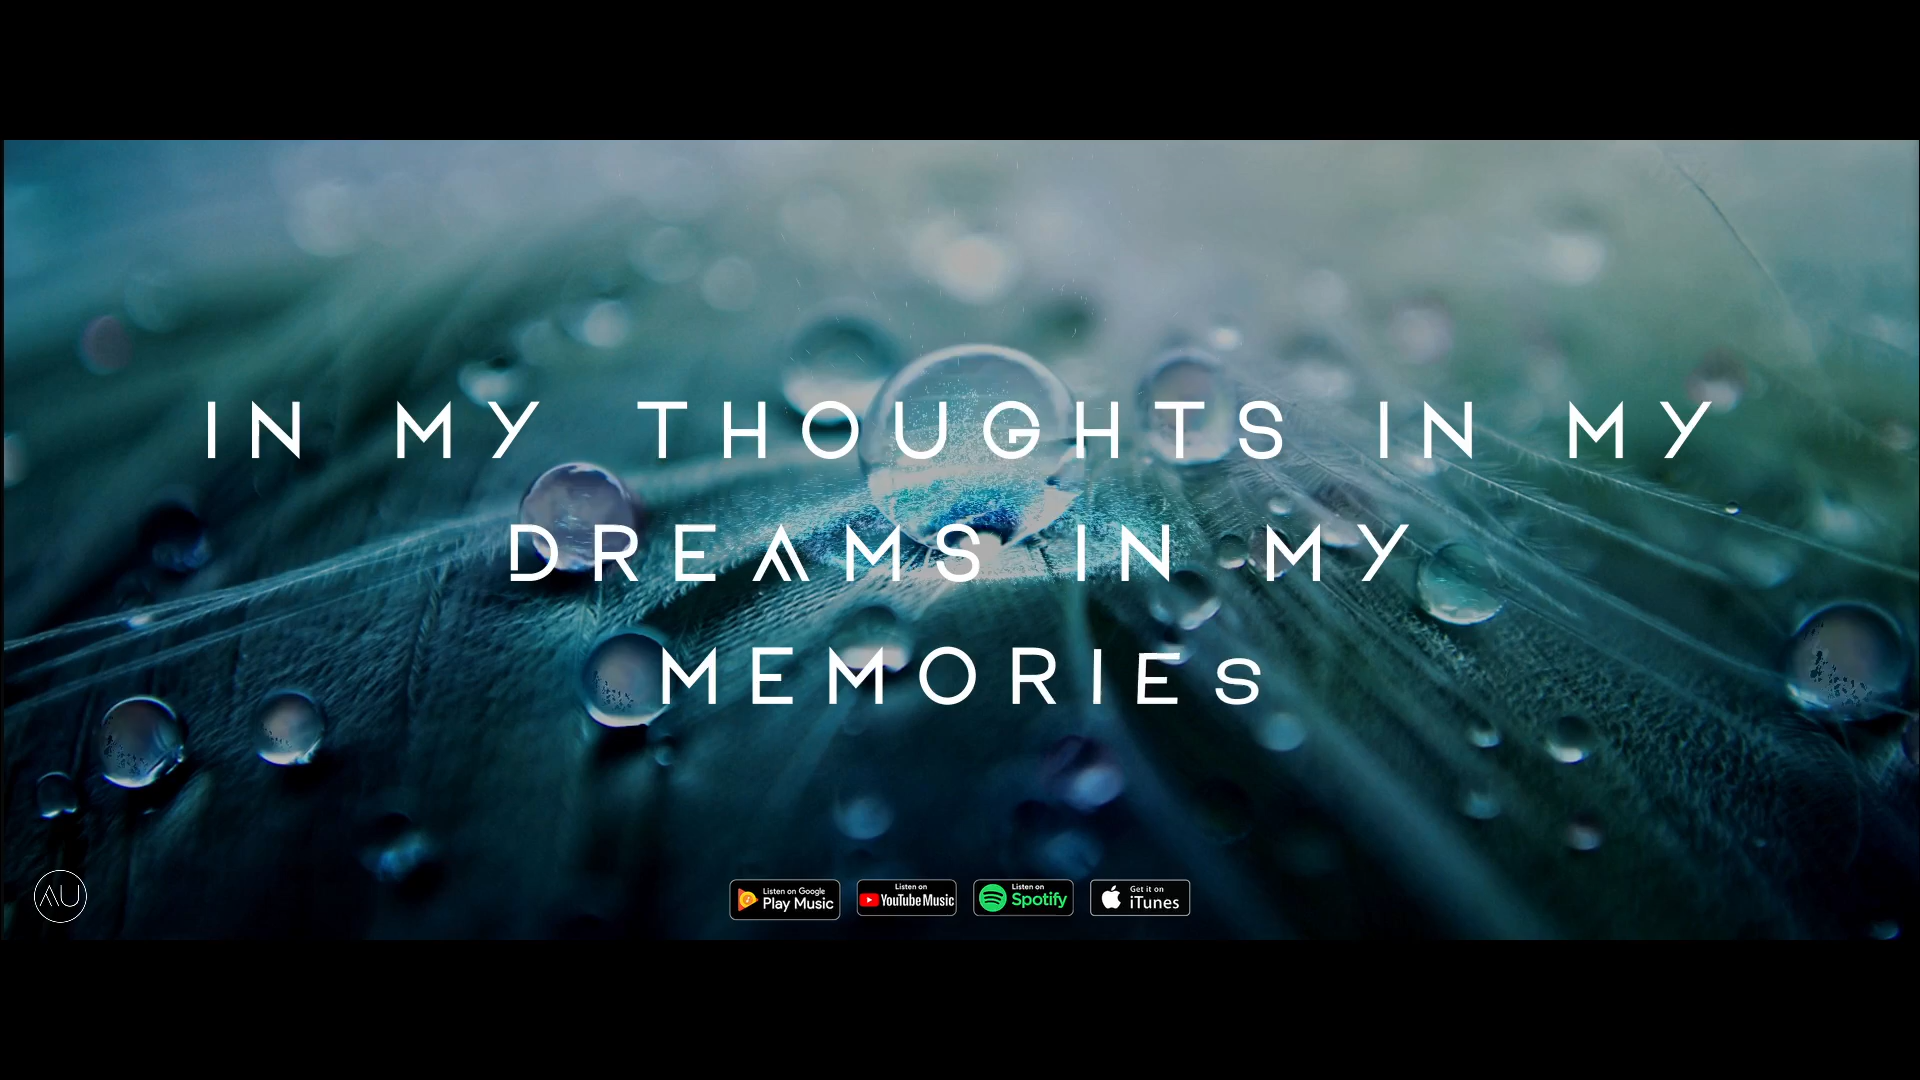 IN MY THOUGHTS IN MY
DREAMS IN MY
MEMORIES
AU
Listen on Google
Play Music
Listen on
YouTube Music
Listen on
Spotify
Get it on
iTunes